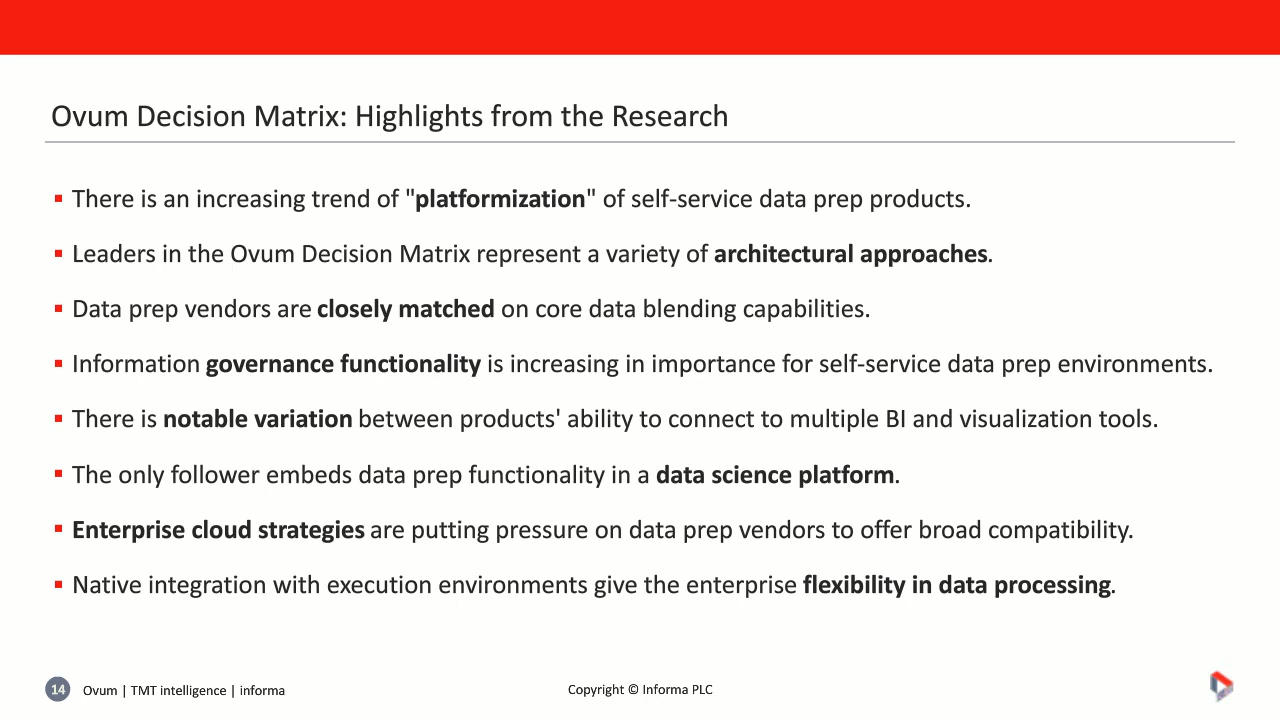 Ovum Decision Matrix: Highlights from the Research
▪ There is an increasing trend of "platformization" of self-service data prep products.
▪ Leaders in the Ovum Decision Matrix represent a variety of architectural approaches.
▪ Data prep vendors are closely matched on core data blending capabilities.
▪ Information governance functionality is increasing in importance for self-service data prep environments.
▪ There is notable variation between products' ability to connect to multiple BI and visualization tools.
▪ The only follower embeds data prep functionality in a data science platform.
▪ Enterprise cloud strategies are putting pressure on data prep vendors to offer broad compatibility.
▪ Native integration with execution environments give the enterprise flexibility in data processing.
14 Ovum | TMT intelligence | informa
Copyright © Informa PLC